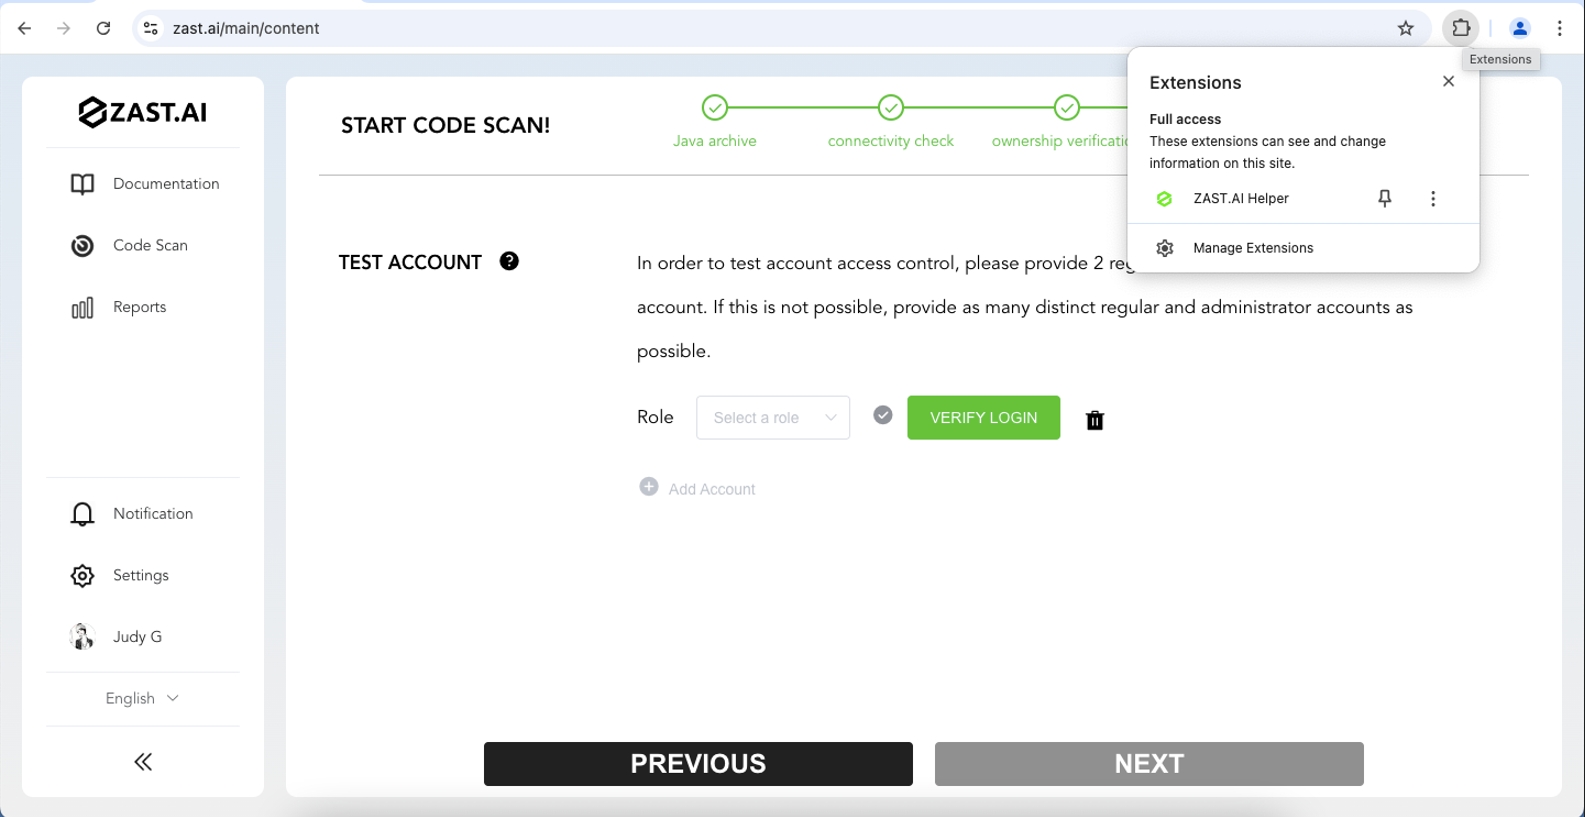 zast.ai/main/content
Extensions
ZAST.AI
Documentation
Code Scan
Reports
Notification
Settings
Judy G
English
START CODE SCAN!
Java archive
connectivity check
ownership
Extensions
Full access
These extensions can see and change
information on this site.
ZAST.AI Helper
Manage Extensions
TEST ACCOUNT
In order to test account access control, please provide 2
account. If this is not possible, provide as many distinct regular and administrator accounts as
possible.
Role
Select a role
VERIFY LOGIN
Add Account
PREVIOUS
NEXT